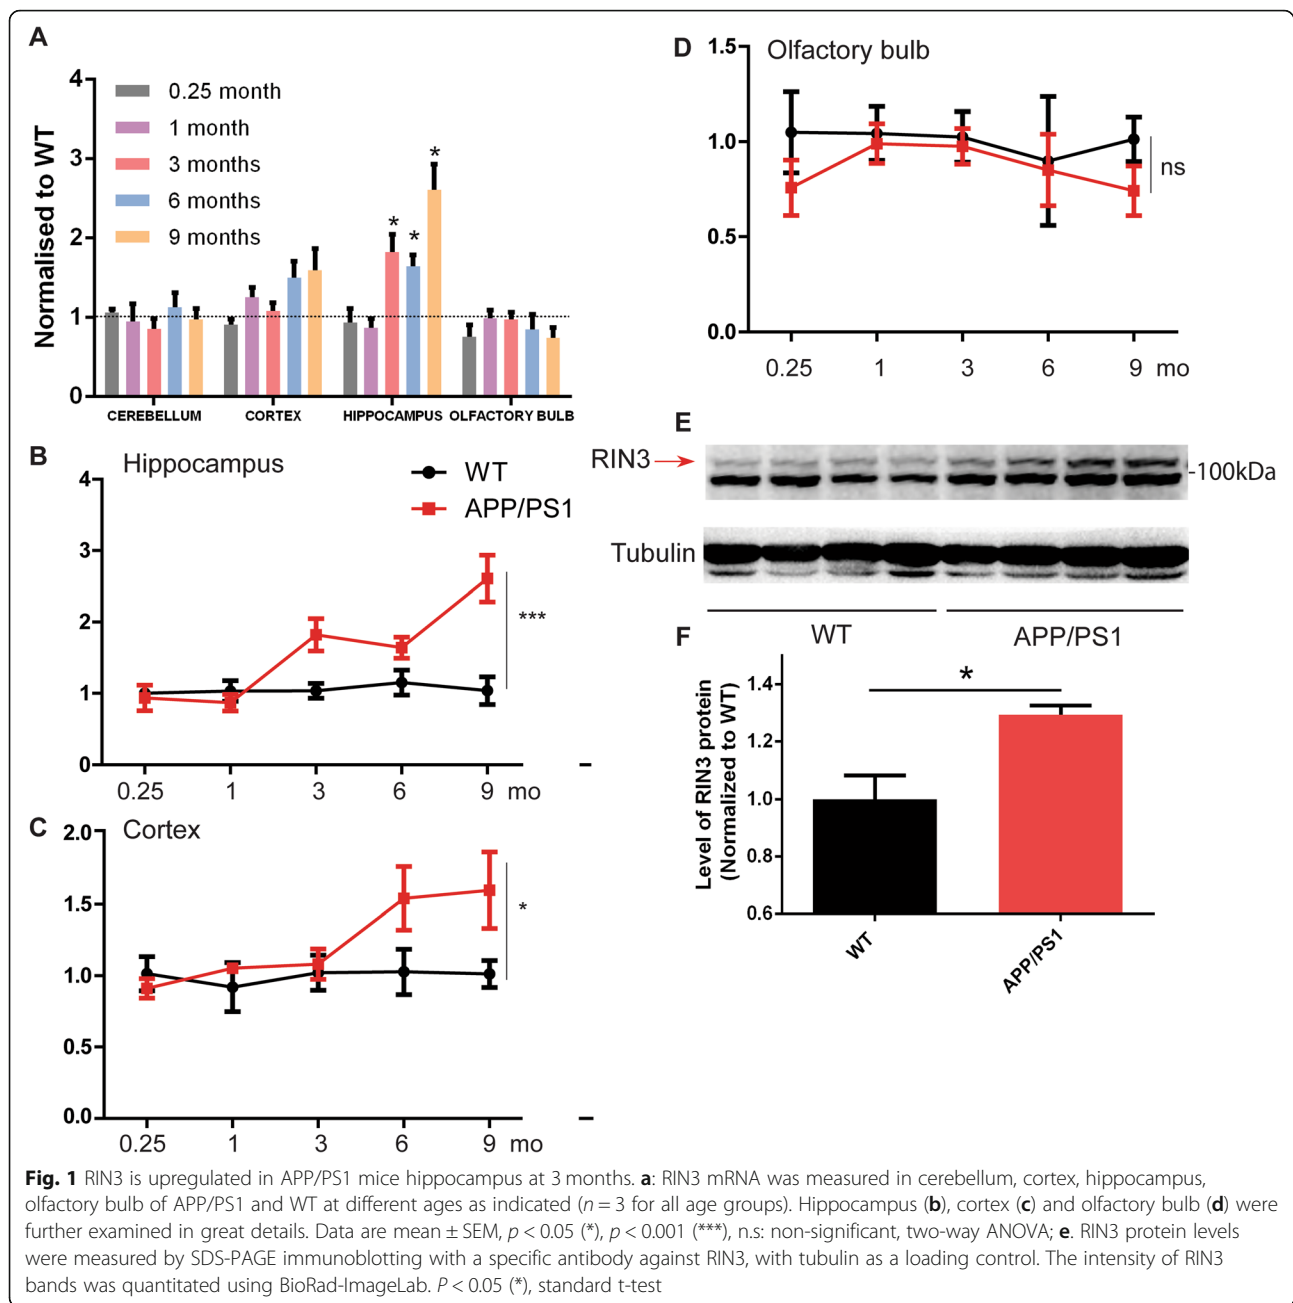 A
Normalised to WT
4
3
2
1
0
0.25 month
1 month
3 months
6 months
9 months
*
*
*
CEREBELLUM
CORTEX
HIPPOCAMPUS
OLFACTORY BULB
B
Hippocampus
WT
APP/PS1
4
3
2
1
0
***
0.25
1
3
6
9
mo
C
Cortex
2.0
1.5
1.0
0.5
0.0
*
0.25
1
3
6
9
mo
D
Olfactory bulb
1.5
1.0
0.5
0.0
ns
0.25
1
3
6
9
mo
E
RIN3
-100kDa
Tubulin
WT
APP/PS1
F
Level of RIN3 protein
(Normalized to WT)
1.4
1.2
1.0
0.8
0.6
*
WT
APP/PS1
Fig. 1 RIN3 is upregulated in APP/PS1 mice hippocampus at 3 months. a: RIN3 mRNA was measured in cerebellum, cortex, hippocampus,
olfactory bulb of APP/PS1 and WT at different ages as indicated (n = 3 for all age groups). Hippocampus (b), cortex (c) and olfactory bulb (d) were
further examined in great details. Data are mean ± SEM, p < 0.05 (*), p < 0.001 (***), n.s: non-significant, two-way ANOVA; e. RIN3 protein levels
were measured by SDS-PAGE immunoblotting with a specific antibody against RIN3, with tubulin as a loading control. The intensity of RIN3
bands was quantitated using BioRad-ImageLab. P < 0.05 (*), standard t-test